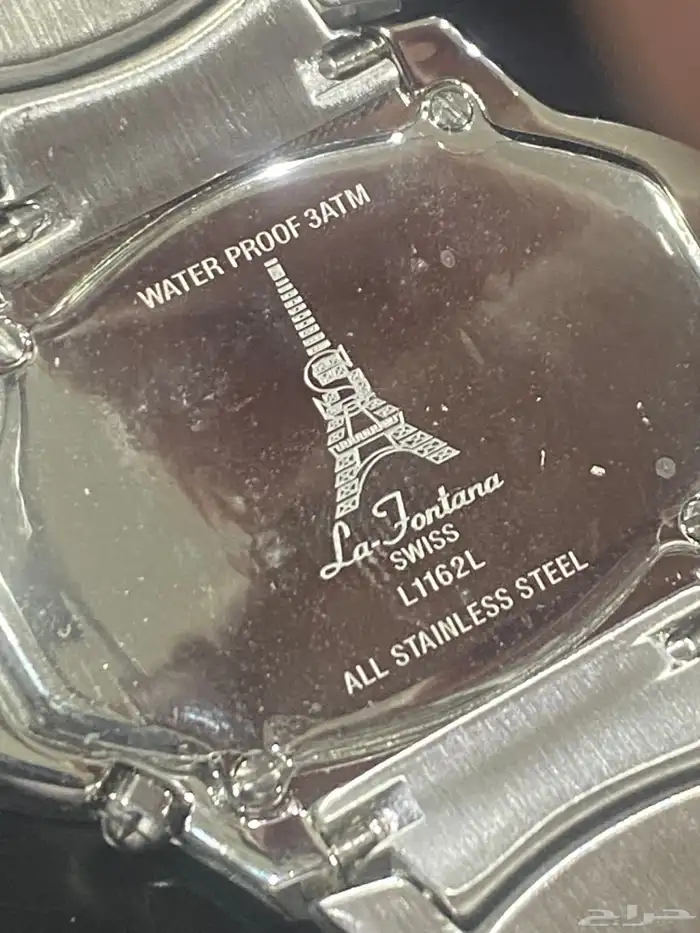 WATER PROOF 3ATM
La-Fontana
SWISS
L1162L
ALL STAINLESS STEEL
حراج